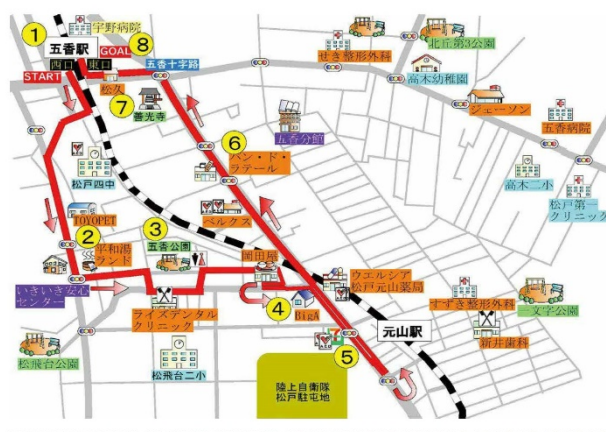 ①
宇野病院
五香駅
GOAL
⑧
西口
東口
START
五香十字路
松久
⑦
善光寺
せき整形外科
北丘第3公園
高木幼稚園
ジェーソン
五香病院
五香分館
⑥
パン・ド・
ラテール
松戸四中
高木二小
松戸第一
クリニック
TOYOPET
ベルクス
②
平和湯
ランド
③
五香公園
岡田屋
いきいき安心
センター
ライズデンタル
クリニック
④
BigA
ウエルシア
松戸元山薬局
すずき整形外科
一文字公園
元山駅
新井歯科
⑤
松飛台公園
松飛台二小
陸上自衛隊
松戸駐屯地